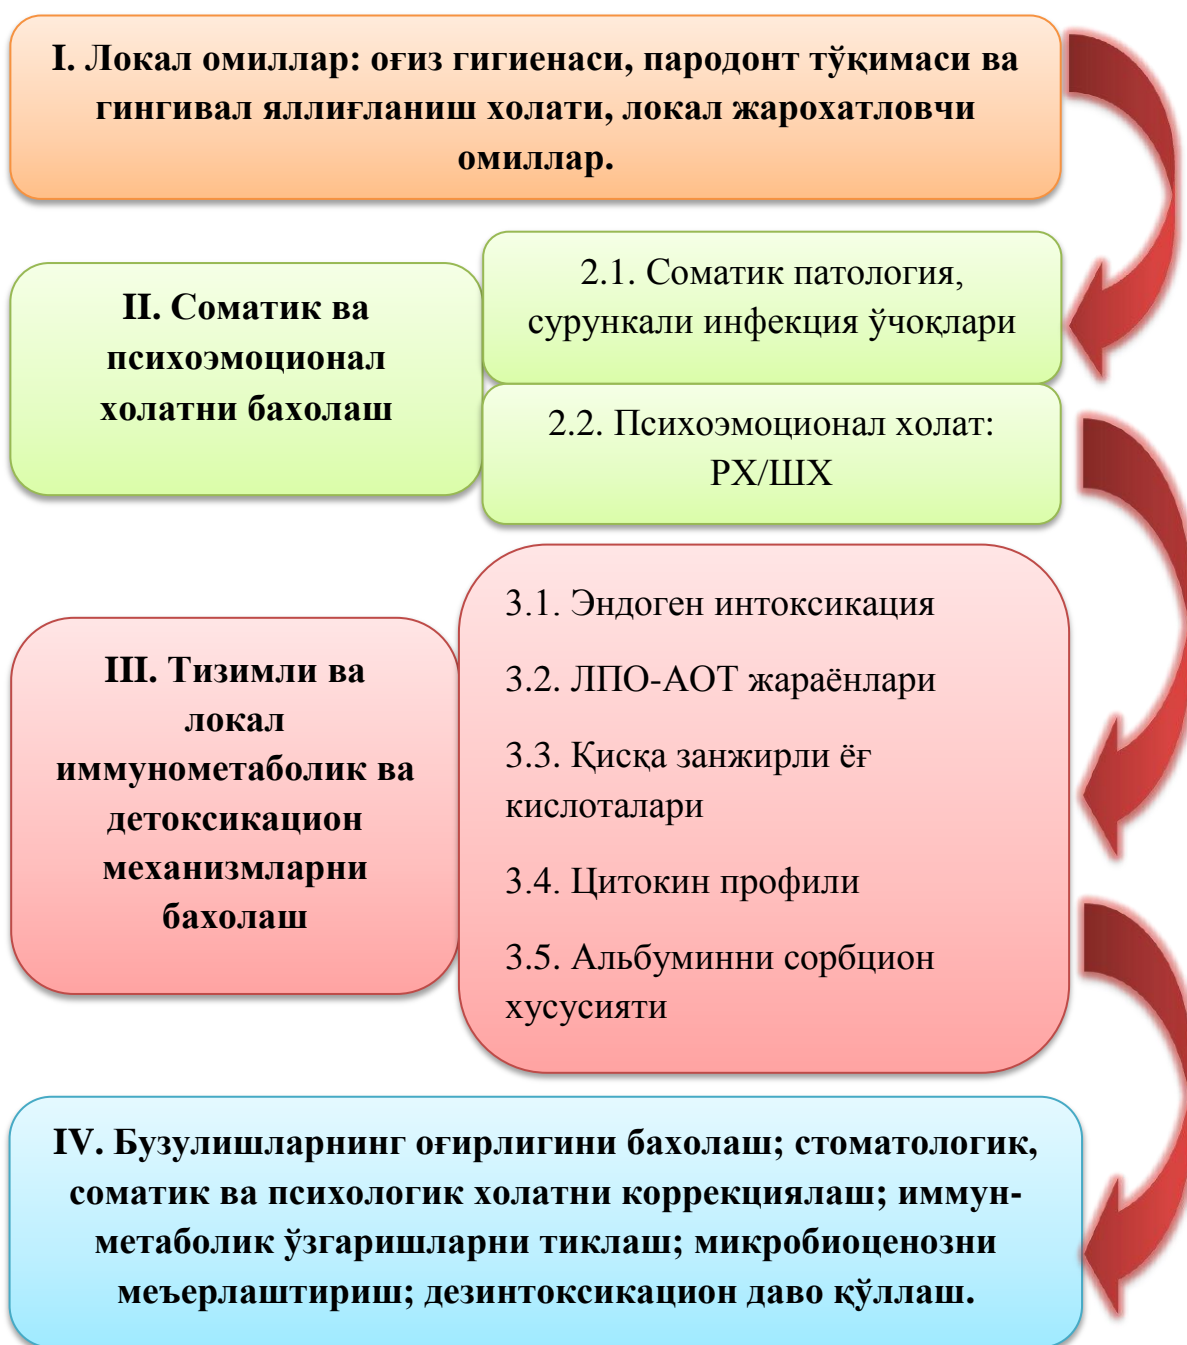 I. Локал омиллар: оғиз гигиенаси, пародонт тўқимаси ва
гингивал яллиғланиш холати, локал жарохатловчи
омиллар.
II. Соматик ва
психоэмоционал
холатни бахолаш
2.1. Соматик патология,
сурункали инфекция ўчоқлари
2.2. Психоэмоционал холат:
РХ/ШХ
III. Тизимли ва
локал
иммунометаболик ва
детоксикацион
механизмларни
бахолаш
3.1. Эндоген интоксикация
3.2. ЛПО-АОТ жараёнлари
3.3. Қисқа занжирли ёғ
кислоталари
3.4. Цитокин профили
3.5. Альбуминни сорбцион
хусусияти
IV. Бузулишларнинг оғирлигини бахолаш; стоматологик,
соматик ва психологик холатни коррекциялаш; иммун-
метаболик ўзгаришларни тиклаш; микробиоценозни
меъерлаштириш; дезинтоксикацион даво қўллаш.